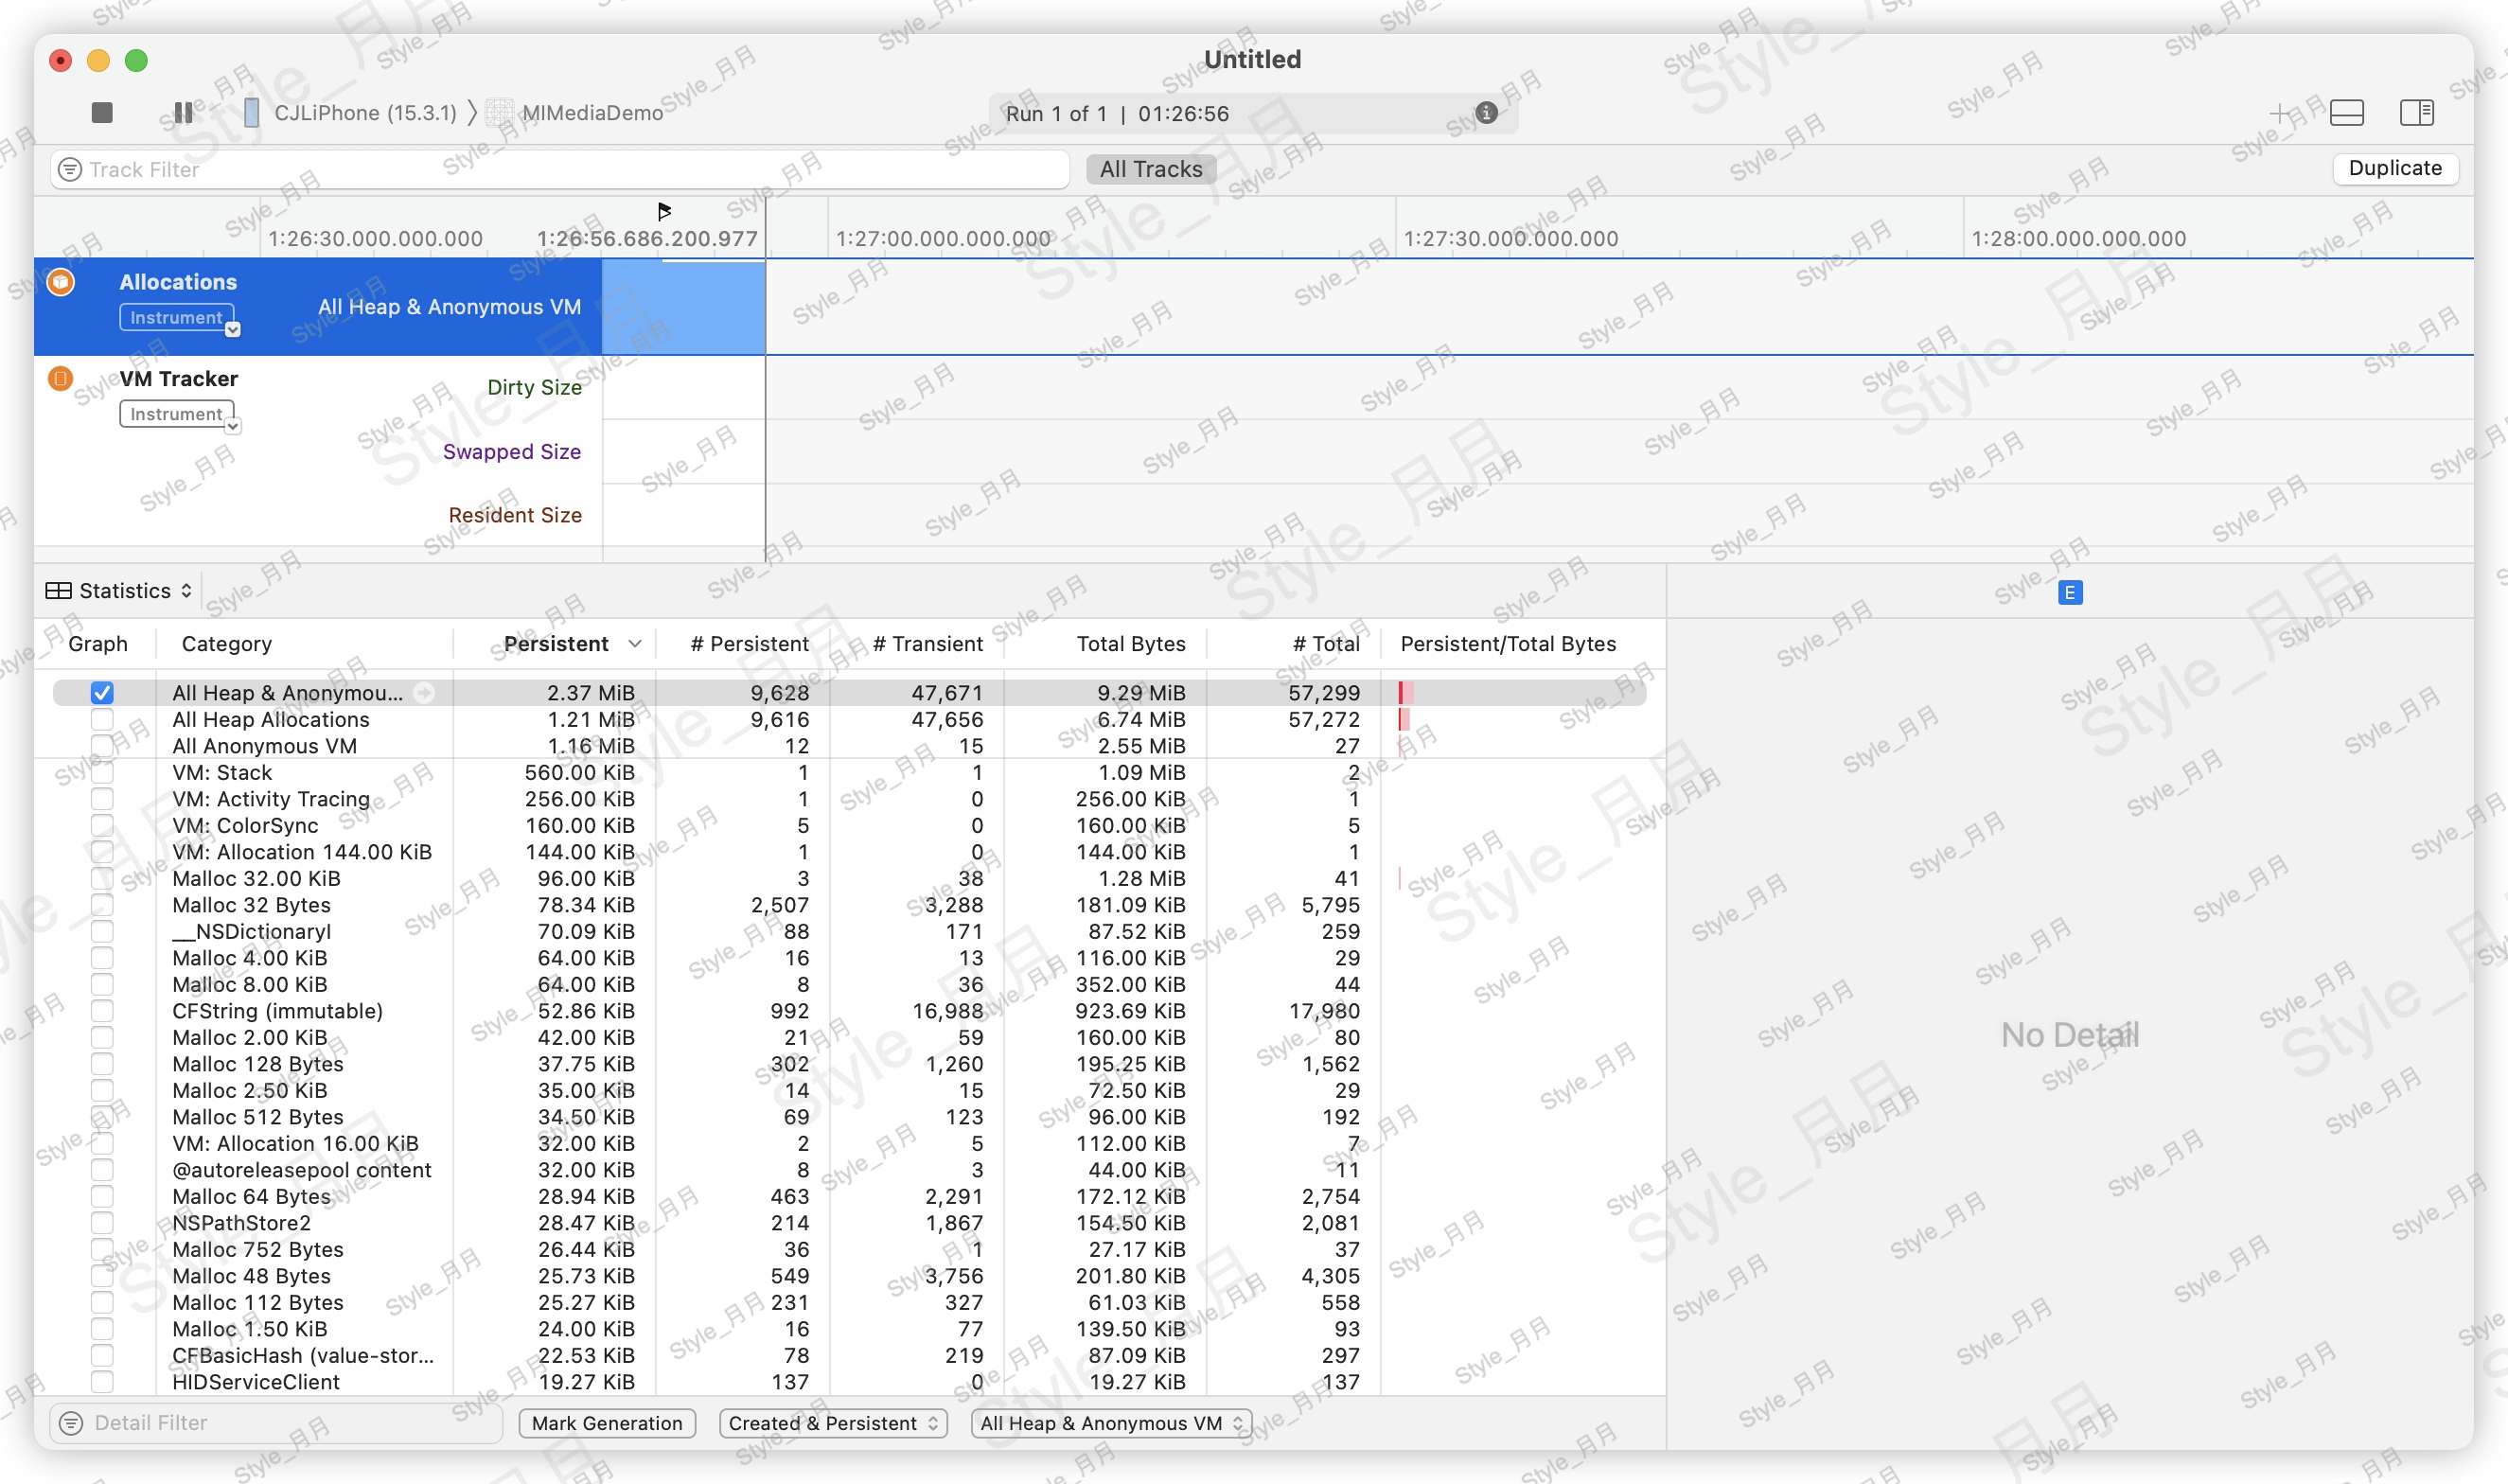 Untitled
CJLiPhone (15.3.1) 〉 MIMediaDemo
Run 1 of 1 | 01:26:56
Track Filter
All Tracks
Duplicate
1:26:30.000.000.000 1:26:56.686.200.977 1:27:00.000.000.000 1:27:30.000.000.000 1:28:00.000.000.000
Allocations
Instrument
All Heap & Anonymous VM
VM Tracker
Instrument
Dirty Size
Swapped Size
Resident Size
Statistics
E
Graph Category Persistent # Persistent # Transient Total Bytes # Total Persistent/Total Bytes
All Heap & Anonymou... 2.37 MiB 9,628 47,671 9.29 MiB 57,299
All Heap Allocations 1.21 MiB 9,616 47,656 6.74 MiB 57,272
All Anonymous VM 1.16 MiB 12 15 2.55 MiB 27
VM: Stack 560.00 KiB 1 1 1.09 MiB 2
VM: Activity Tracing 256.00 KiB 1 0 256.00 KiB 1
VM: ColorSync 160.00 KiB 5 0 160.00 KiB 5
VM: Allocation 144.00 KiB 144.00 KiB 1 0 144.00 KiB 1
Malloc 32.00 KiB 96.00 KiB 3 38 1.28 MiB 41
Malloc 32 Bytes 78.34 KiB 2,507 3,288 181.09 KiB 5,795
__NSDictionaryI 70.09 KiB 88 171 87.52 KiB 259
Malloc 4.00 KiB 64.00 KiB 16 13 116.00 KiB 29
Malloc 8.00 KiB 64.00 KiB 8 36 352.00 KiB 44
CFString (immutable) 52.86 KiB 992 16,988 923.69 KiB 17,980
Malloc 2.00 KiB 42.00 KiB 21 59 160.00 KiB 80
Malloc 128 Bytes 37.75 KiB 302 1,260 195.25 KiB 1,562
Malloc 2.50 KiB 35.00 KiB 14 15 72.50 KiB 29
Malloc 512 Bytes 34.50 KiB 69 123 96.00 KiB 192
VM: Allocation 16.00 KiB 32.00 KiB 2 5 112.00 KiB 7
@autoreleasepool content 32.00 KiB 8 3 44.00 KiB 11
Malloc 64 Bytes 28.94 KiB 463 2,291 172.12 KiB 2,754
NSPathStore2 28.47 KiB 214 1,867 154.50 KiB 2,081
Malloc 752 Bytes 26.44 KiB 36 1 27.17 KiB 37
Malloc 48 Bytes 25.73 KiB 549 3,756 201.80 KiB 4,305
Malloc 112 Bytes 25.27 KiB 231 327 61.03 KiB 558
Malloc 1.50 KiB 24.00 KiB 16 77 139.50 KiB 93
CFBasicHash (value-stor... 22.53 KiB 78 219 87.09 KiB 297
HIDServiceClient 19.27 KiB 137 0 19.27 KiB 137
No Detail
Detail Filter
Mark Generation
Created & Persistent
All Heap & Anonymous VM
Style_月月